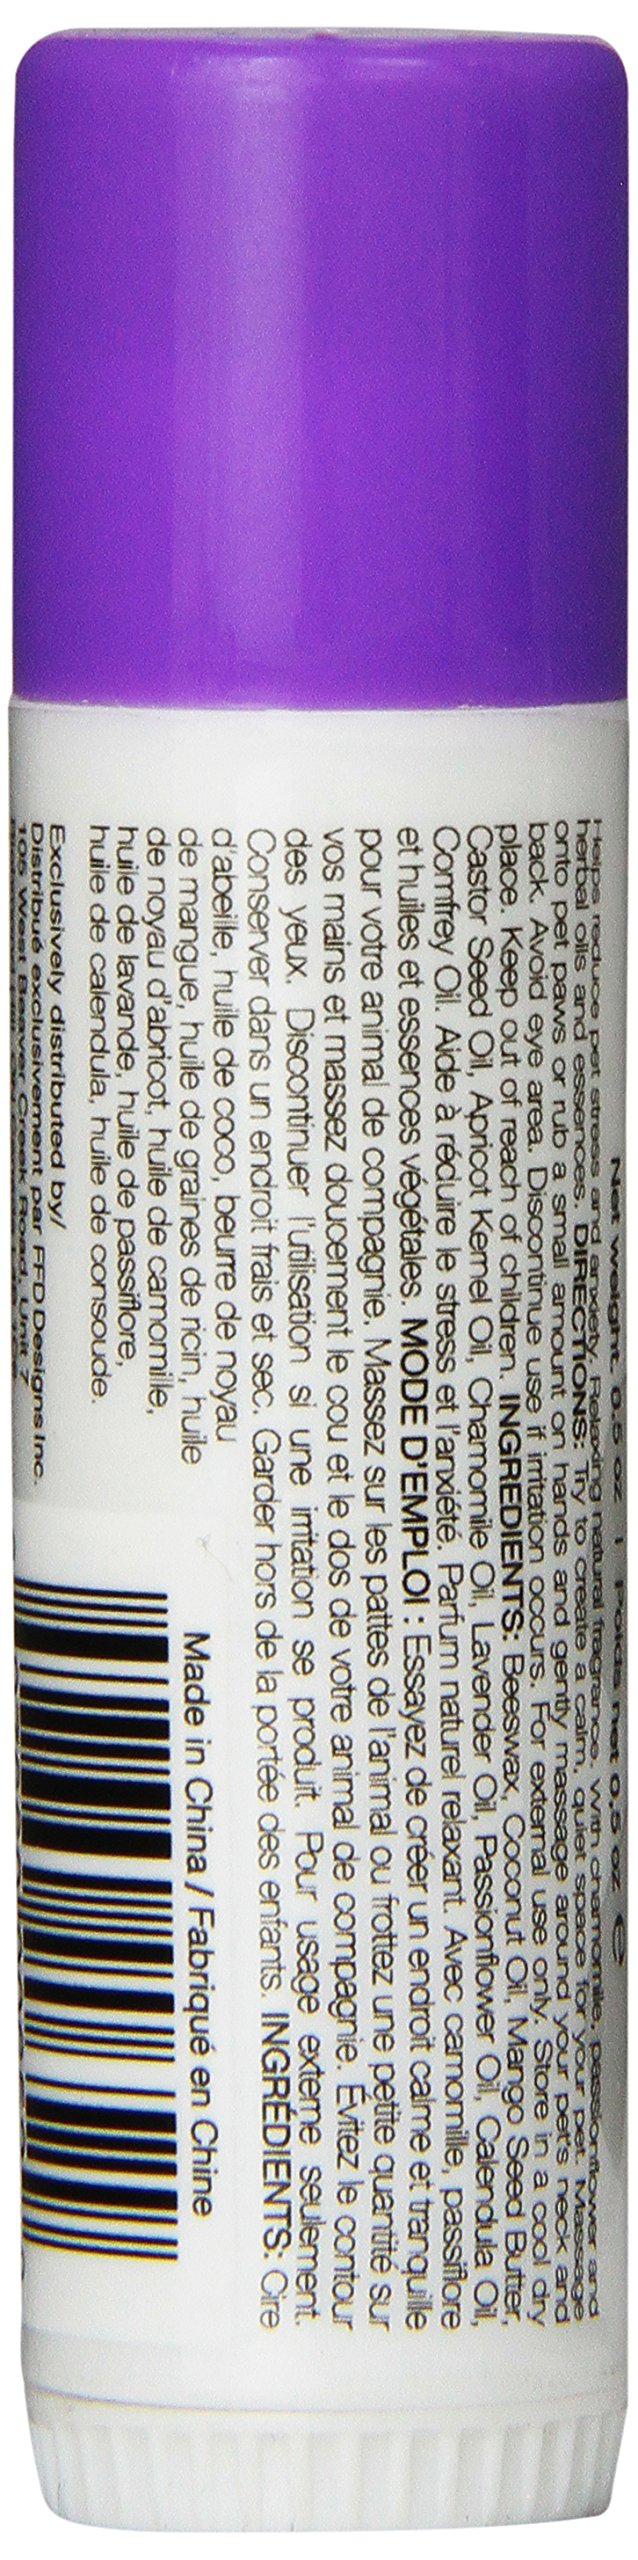 Net weight. 0.5 oz | Poids net 0.5 oz e
Helps reduce pet stress and anxiety. Relaxing natural fragrance. With chamomile, passionflower and
herbal oils and essences. DIRECTIONS: Try to create a calm, quiet space for your pet. Massage
onto pet paws or rub a small amount on hands and gently massage around your pet's neck and
back. Avoid eye area. Discontinue use if irritation occurs. For external use only. Store in a cool dry
place. Keep out of reach of children. INGREDIENTS: Beeswax, Coconut Oil, Mango Seed Butter,
Castor Seed Oil, Apricot Kernel Oil, Chamomile Oil, Lavender Oil, Passionflower Oil, Calendula Oil,
Comfrey Oil. Aide à réduire le stress et l'anxiété. Parfum naturel relaxant. Avec camomille, passiflore
et huiles et essences végétales. MODE D'EMPLOI : Essayez de créer un endroit calme et tranquille
pour votre animal de compagnie. Massez sur les pattes de l'animal ou frottez une petite quantité sur
vos mains et massez doucement le cou et le dos de votre animal de compagnie. Évitez le contour
des yeux. Discontinuer l'utilisation si une irritation se produit. Pour usage externe seulement.
Conserver dans un endroit frais et sec. Garder hors de la portée des enfants. INGRÉDIENTS: Cire
d'abeille, huile de coco, beurre de noyau
de mangue, huile de graines de ricin, huile
de noyau d'abricot, huile de camomille,
huile de lavande, huile de passiflore,
huile de calendula, huile de consoude.
Exclusively distributed by/
Distribué exclusivement par FFD Designs Inc.
105 West Beaver Creek Road, Unit 7
Made in China / Fabriqué en Chine